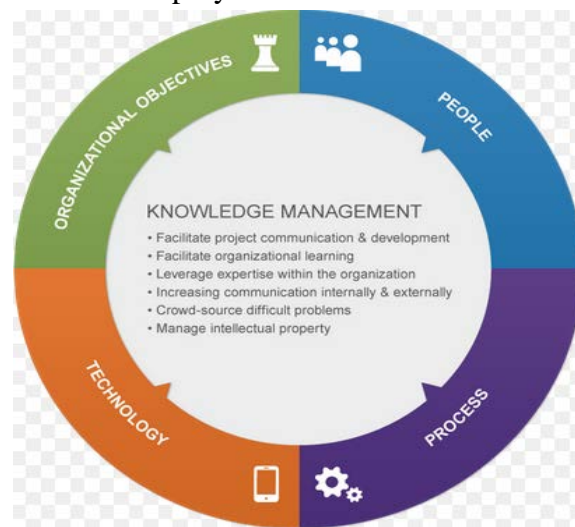 ORGANIZATIONAL OBJECTIVES
PEOPLE
KNOWLEDGE MANAGEMENT
• Facilitate project communication & development
• Facilitate organizational learning
• Leverage expertise within the organization
• Increasing communication internally & externally
• Crowd-source difficult problems
• Manage intellectual property
TECHNOLOGY
PROCESS